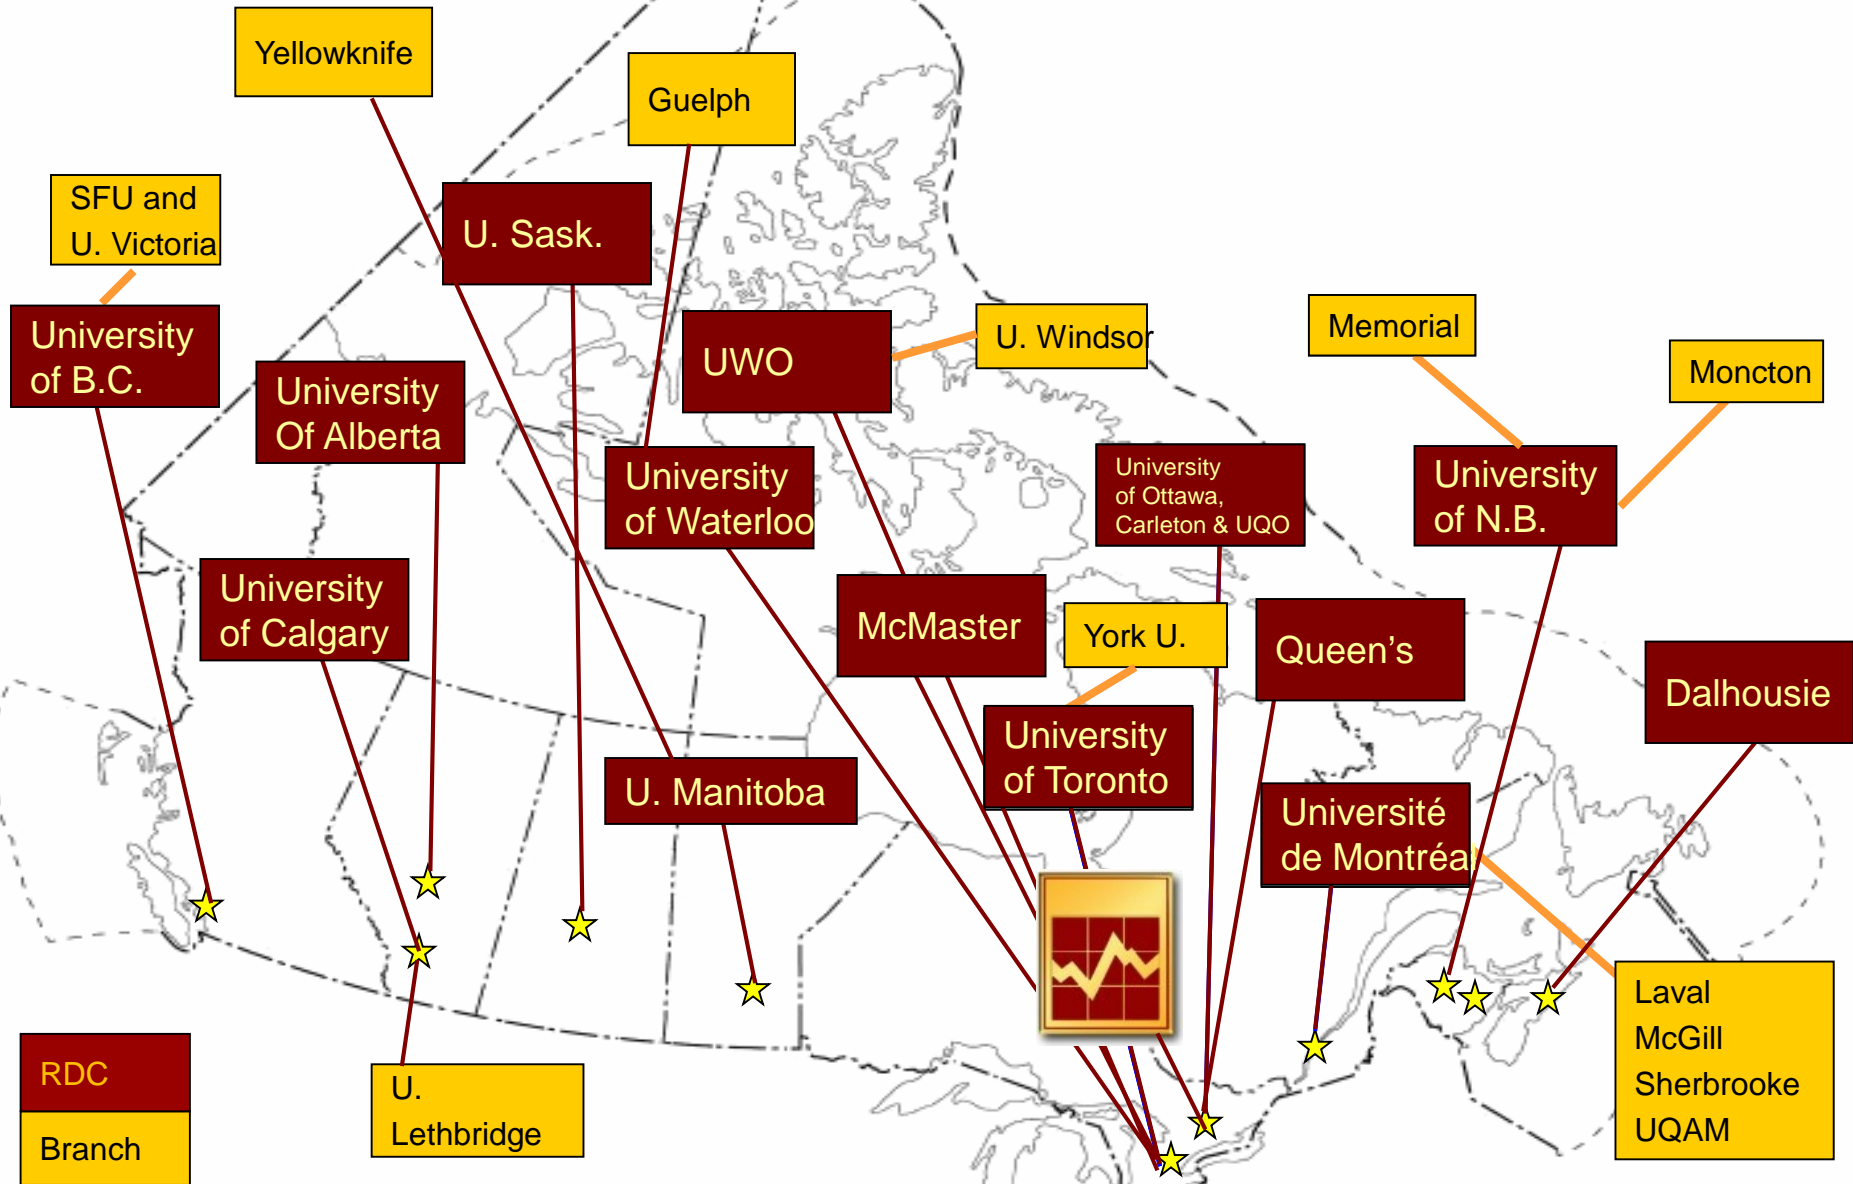 Yellowknife
Guelph
SFU and
U. Victoria
U. Sask.
University
of B.C.
UWO
U. Windsor
Memorial
Moncton
University
Of Alberta
University
of Waterloo
University
of Ottawa,
Carleton & UQO
University
of N.B.
University
of Calgary
McMaster
York U.
Queen’s
Dalhousie
University
of Toronto
U. Manitoba
Université
de Montréa
Laval
McGill
Sherbrooke
UQAM
RDC
Branch
U.
Lethbridge